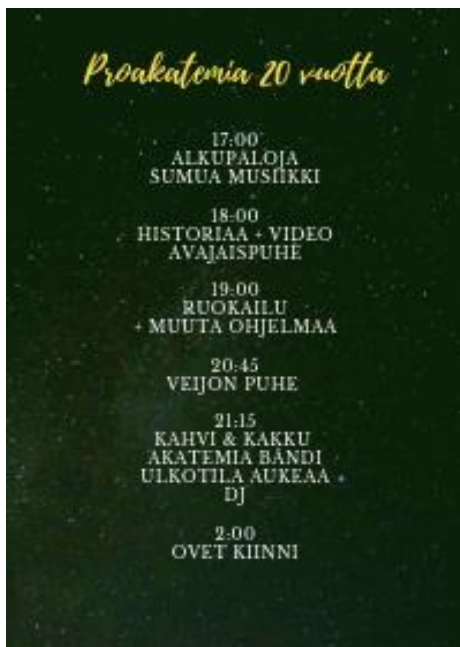 Proakatemia 20 vuotta
17:00
ALKUPALOJA
SUMUA MUSIIKKI
18:00
HISTORIAA + VIDEO
AVAJAISPUHE
19:00
RUOKAILU
+ MUUTA OHJELMAA
20:45
VEIJON PUHE
21:15
KAHVI & KAKKU
AKATEMIA BÄNDI
ULKOTILA AUKEAA +
DJ
2:00
OVET KIINNI